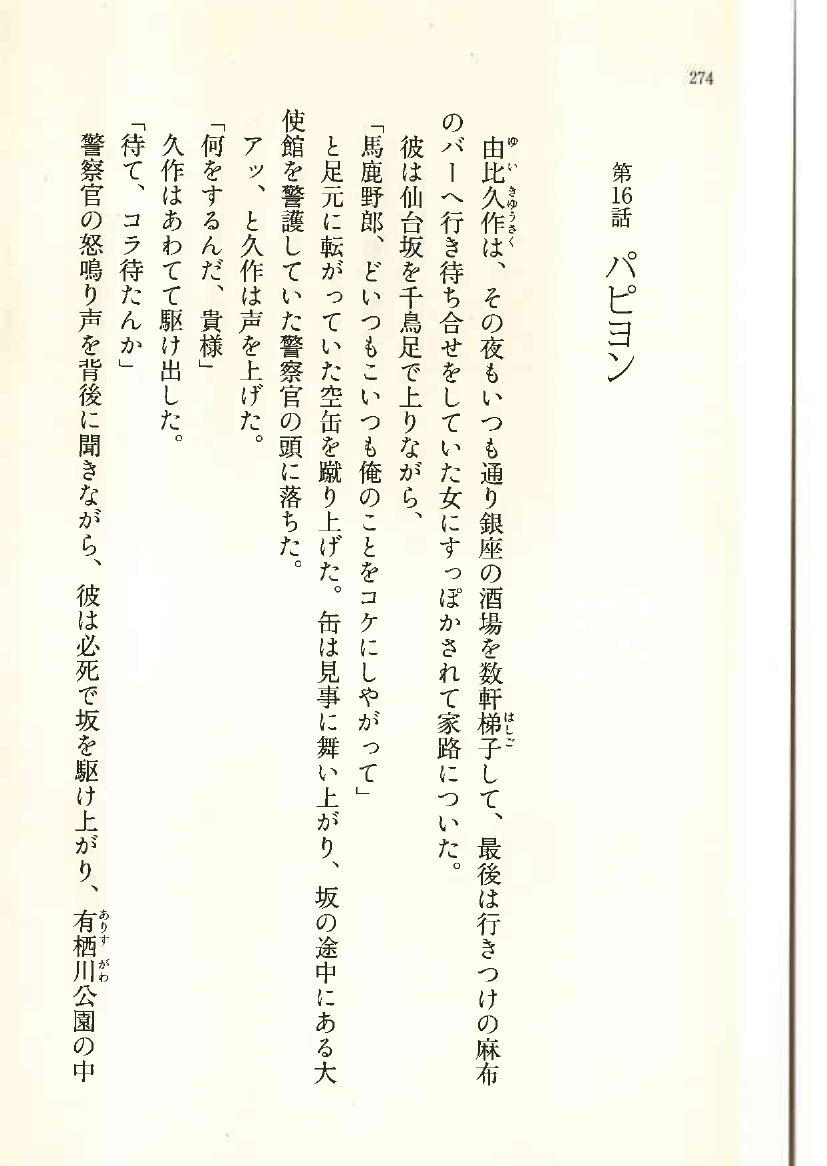 274
第16話 パピヨン
由比久作は、その夜もいつも通り銀座の酒場を数軒梯子して、最後は行きつけの麻布
のバーへ行き待ち合せをしていた女にすっぽかされて家路についた。
彼は仙台坂を千鳥足で上りながら、
「馬鹿野郎、どいつもこいつも俺のことをコケにしやがって」
と足元に転がっていた空缶を蹴り上げた。缶は見事に舞い上がり、坂の途中にある大
使館を警護していた警察官の頭に落ちた。
アッ、と久作は声を上げた。
「何をするんだ、貴様」
久作はあわてて駆け出した。
「待て、コラ待たんか」
警察官の怒鳴り声を背後に聞きながら、彼は必死で坂を駆け上がり、有栖川公園の中
ゆいきゆうさく
はしご
ありすがわ